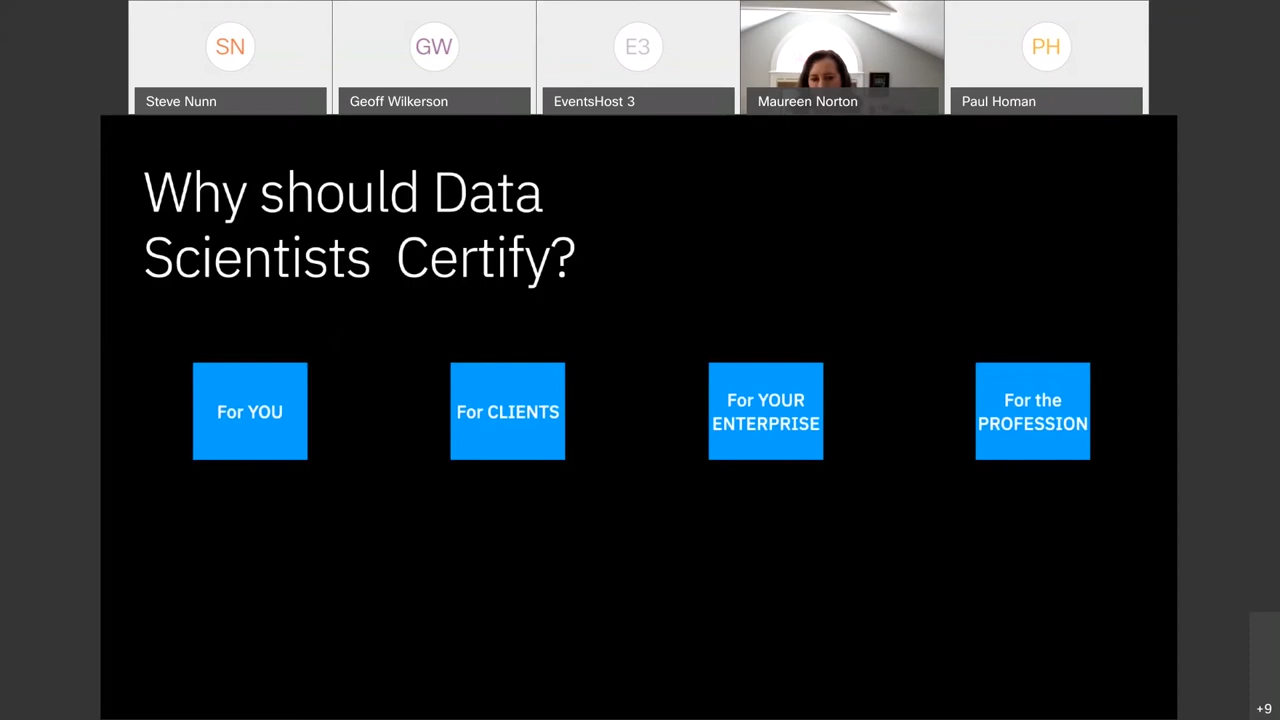 SN
GW
E3
PH
Steve Nunn
Geoff Wilkerson
EventsHost 3
Maureen Norton
Paul Homan
Why should Data
Scientists Certify?
For YOU
For CLIENTS
For YOUR
ENTERPRISE
For the
PROFESSION
+9